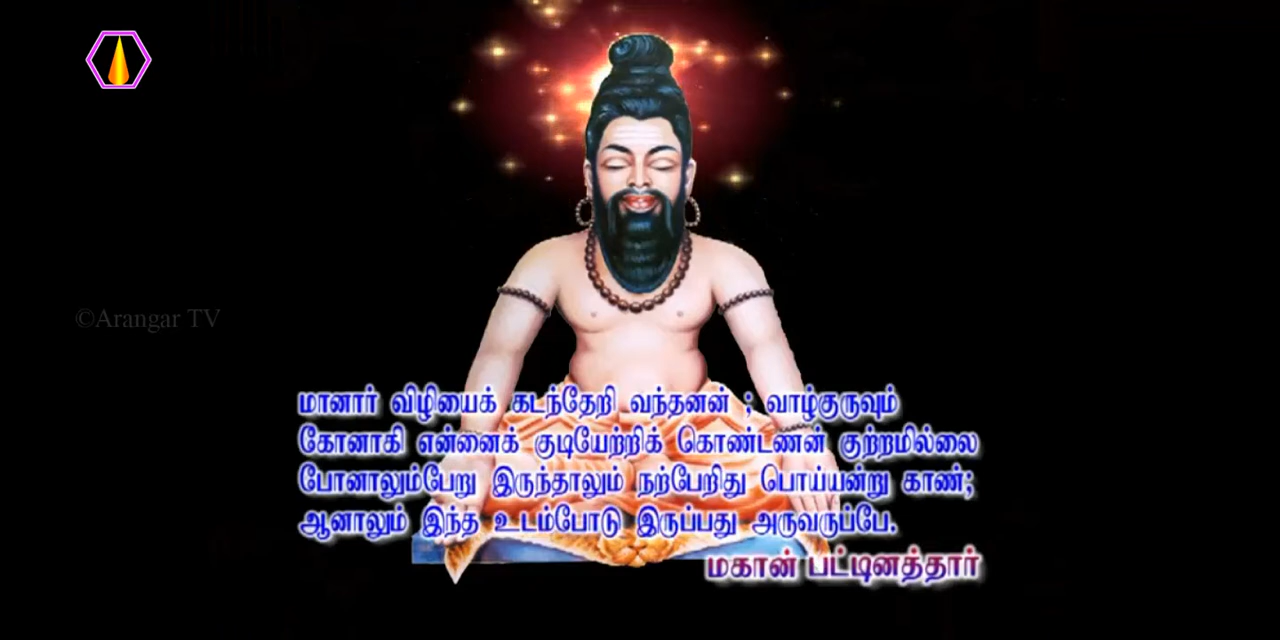 ©Arangar TV
மானார் விழியைக் கடந்தேறி வந்தனன் ; வாழ்குருவும்
கோனாகி என்னைக் குடியேற்றிக் கொண்டணன் குற்றமில்லை
போனாலும்பேறு இருந்தாலும் நற்பேறிது பொய்யன்று காண்;
ஆனாலும் இந்த உடம்போடு இருப்பது அருவருப்பே.
மகான் பட்டினத்தார்